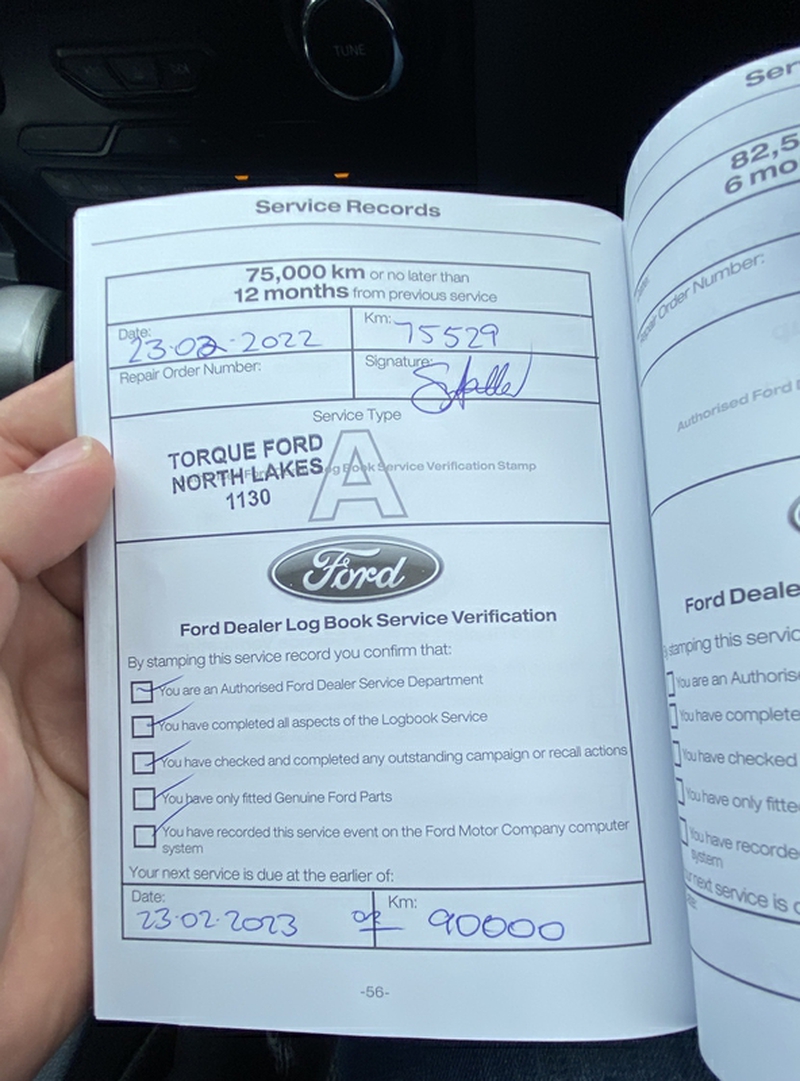 TUNE
Service Records
75,000 km or no later than
12 months from previous service
Date: 23·02·2022
Km: 75529
Repair Order Number:
Signature:
Service Type
TORQUE FORD
NORTH LAKES
1130
A
Book Service Verification Stamp
Ford
Ford Dealer Log Book Service Verification
By stamping this service record you confirm that:
You are an Authorised Ford Dealer Service Department
You have completed all aspects of the Logbook Service
You have checked and completed any outstanding campaign or recall actions
You have only fitted Genuine Ford Parts
You have recorded this service event on the Ford Motor Company computer
system
Your next service is due at the earlier of:
Date: 23·02·2023 or Km: 90000
-56-
Ser
82,5
6 mo
Order Number:
Authorised Ford
Ford Deale
stamping this servic
You are an Authoris
You have complete
You have checked
You have only fitte
You have recorde
system
next service is